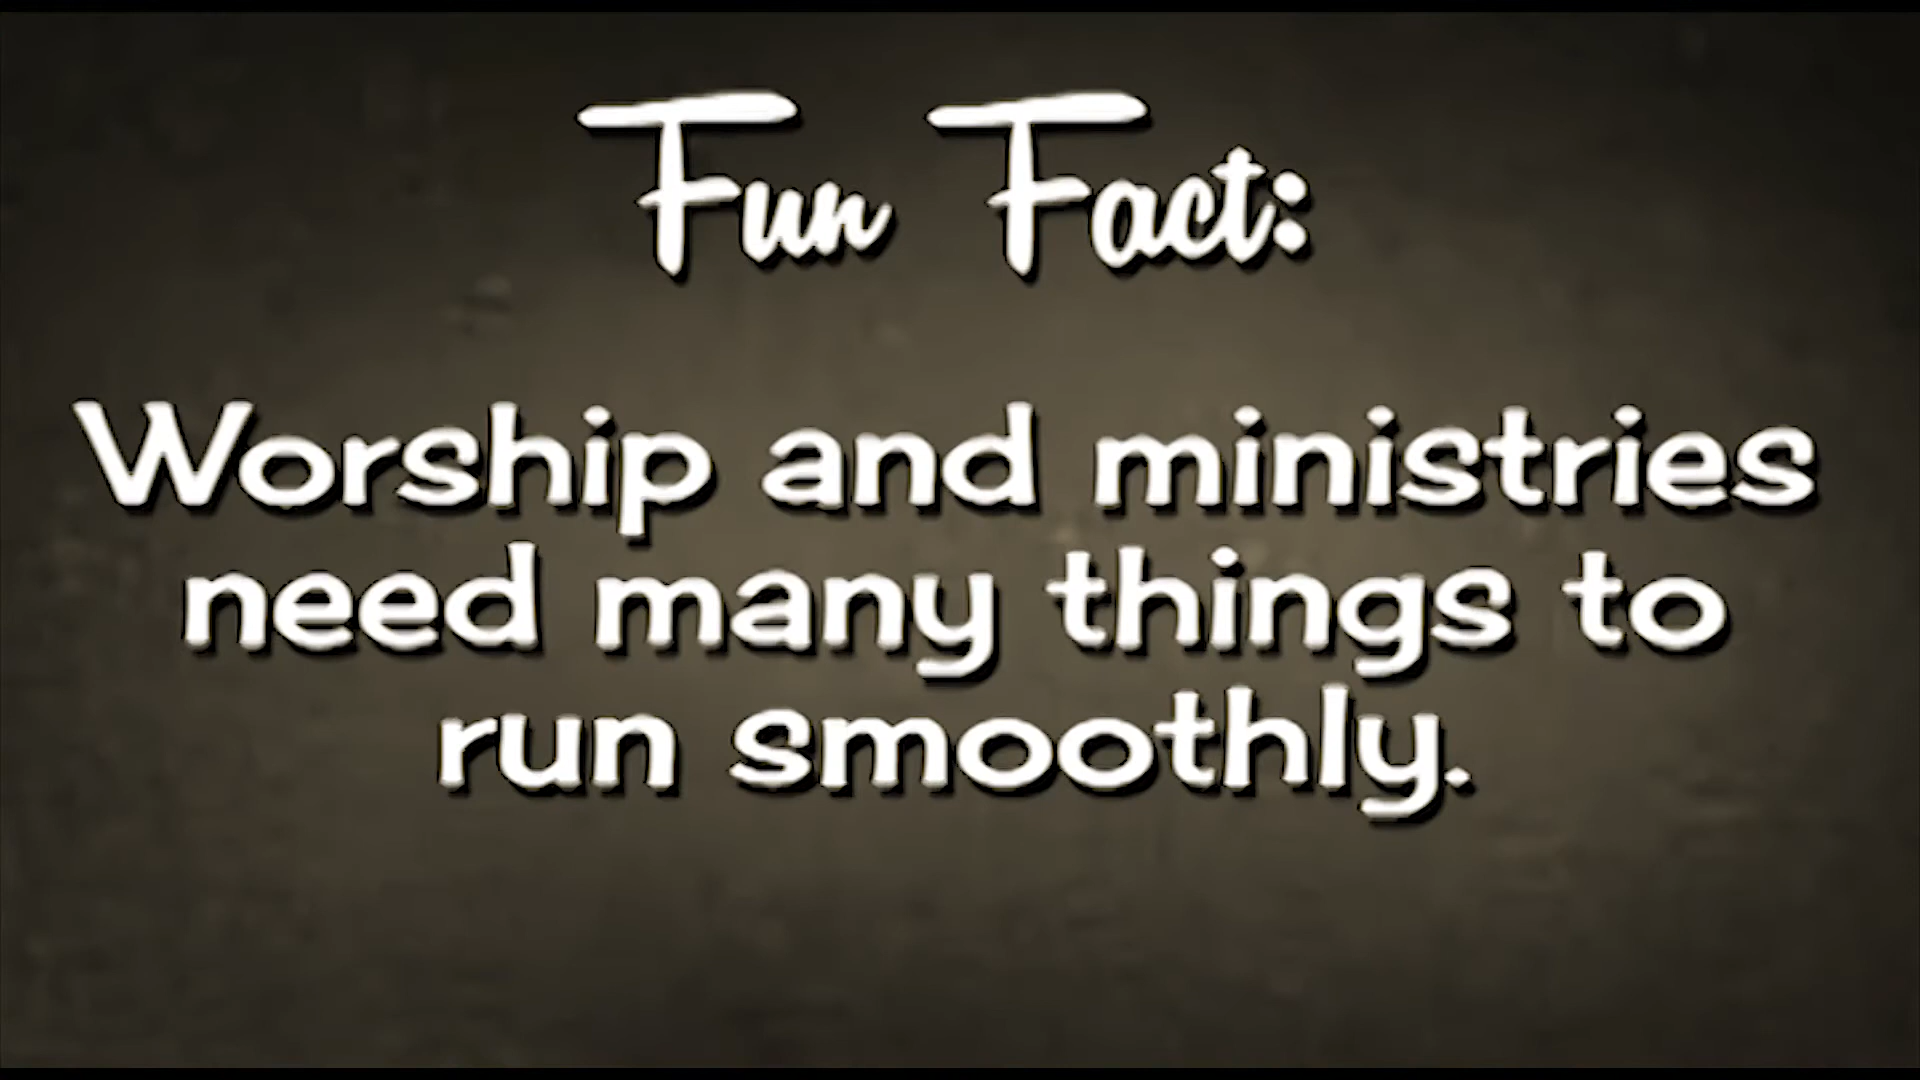 Fun Fact:
Worship and ministries
need many things to
run smoothly.